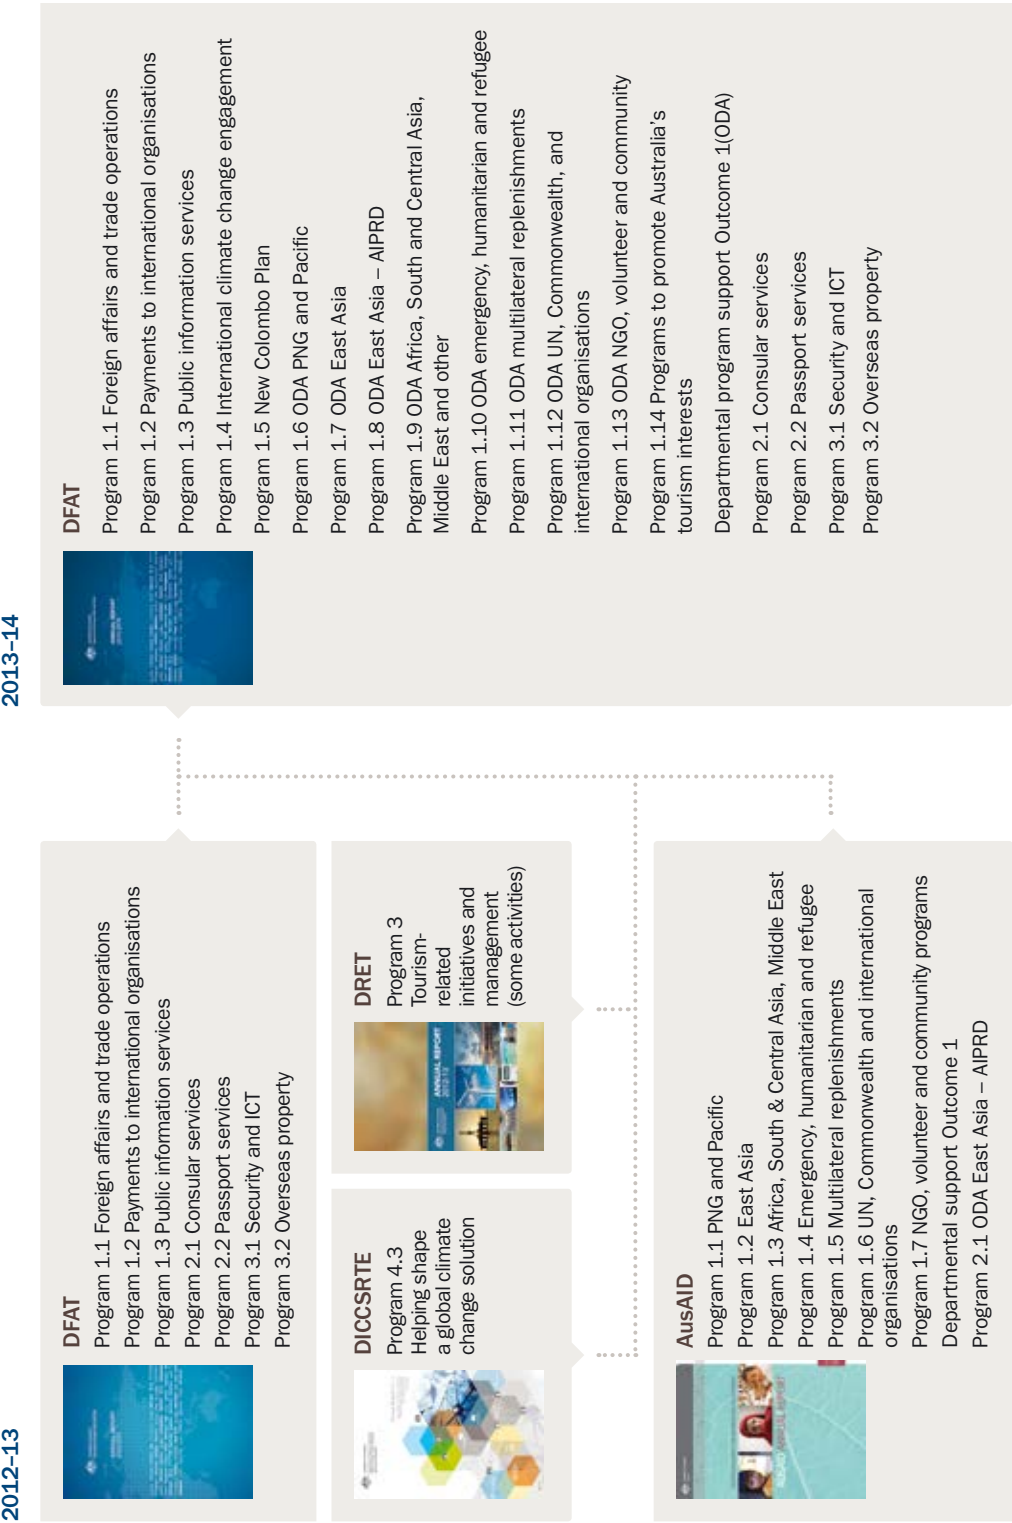 2012–13
DFAT
Program 1.1 Foreign affairs and trade operations
Program 1.2 Payments to international organisations
Program 1.3 Public information services
Program 2.1 Consular services
Program 2.2 Passport services
Program 3.1 Security and ICT
Program 3.2 Overseas property
DICCSRTE
Program 4.3
Helping shape
a global climate
change solution
DRET
Program 3
Tourism-
related
initiatives and
management
(some activities)
ANNUAL REPORT
2012-13
AusAID
Program 1.1 PNG and Pacific
Program 1.2 East Asia
Program 1.3 Africa, South & Central Asia, Middle East
Program 1.4 Emergency, humanitarian and refugee
Program 1.5 Multilateral replenishments
Program 1.6 UN, Commonwealth and international
organisations
Program 1.7 NGO, volunteer and community programs
Departmental support Outcome 1
Program 2.1 ODA East Asia – AIPRD
2013–14
DFAT
Program 1.1 Foreign affairs and trade operations
Program 1.2 Payments to international organisations
Program 1.3 Public information services
Program 1.4 International climate change engagement
Program 1.5 New Colombo Plan
Program 1.6 ODA PNG and Pacific
Program 1.7 ODA East Asia
Program 1.8 ODA East Asia – AIPRD
Program 1.9 ODA Africa, South and Central Asia,
Middle East and other
Program 1.10 ODA emergency, humanitarian and refugee
Program 1.11 ODA multilateral replenishments
Program 1.12 ODA UN, Commonwealth, and
international organisations
Program 1.13 ODA NGO, volunteer and community
Program 1.14 Programs to promote Australia's
tourism interests
Departmental program support Outcome 1(ODA)
Program 2.1 Consular services
Program 2.2 Passport services
Program 3.1 Security and ICT
Program 3.2 Overseas property